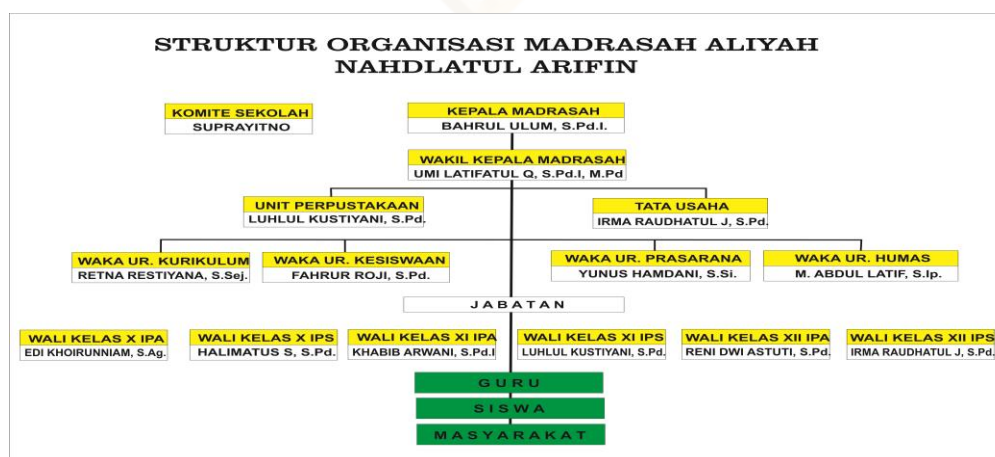 STRUKTUR ORGANISASI MADRASAH ALIYAH
NAHDLATUL ARIFIN
KOMITE SEKOLAH
SUPRAYITNO
KEPALA MADRASAH
BAHRUL ULUM, S.Pd.I.
WAKIL KEPALA MADRASAH
UMI LATIFATUL Q, S.Pd.I, M.Pd
UNIT PERPUSTAKAAN
LUHLUL KUSTIYANI, S.Pd.
TATA USAHA
IRMA RAUDHATUL J, S.Pd.
WAKA UR. KURIKULUM
RETNA RESTIYANA, S.Sej.
WAKA UR. KESISWAAN
FAHRUR ROJI, S.Pd.
WAKA UR. PRASARANA
YUNUS HAMDANI, S.Si.
WAKA UR. HUMAS
M. ABDUL LATIF, S.Ip.
JABATAN
WALI KELAS X IPA
EDI KHOIRUNNIAM, S.Ag.
WALI KELAS X IPS
HALIMATUS S, S.Pd.
WALI KELAS XI IPA
KHABIB ARWANI, S.Pd.I
WALI KELAS XI IPS
LUHLUL KUSTIYANI, S.Pd.
WALI KELAS XII IPA
RENI DWI ASTUTI, S.Pd.
WALI KELAS XII IPS
IRMA RAUDHATUL J, S.Pd.
GURU
SISWA
MASYARAKAT